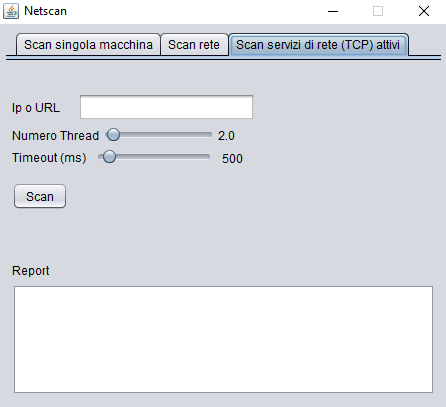 Netscan
Scan singola macchina Scan rete Scan servizi di rete (TCP) attivi
Ip o URL
Numero Thread 2.0
Timeout (ms) 500
Scan
Report